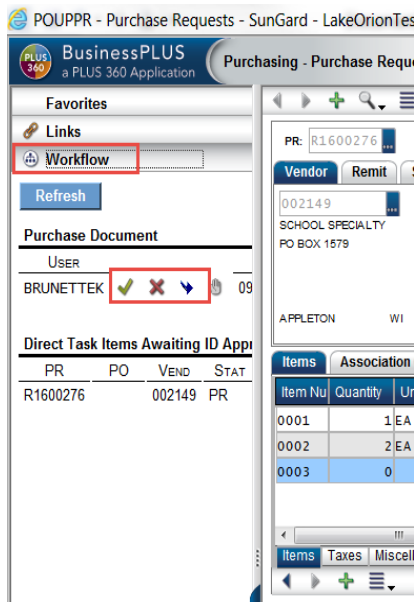 POUPPR - Purchase Requests - SunGard - LakeOrionTes
PLUS 360
BusinessPLUS
a PLUS 360 Application
Purchasing - Purchase Reque
Favorites
Links
Workflow
Refresh
Purchase Document
USER
BRUNETTEK 09
Direct Task Items Awaiting ID Appr
PR PO VEND STAT
R1600276 002149 PR
PR: R1600276
Vendor Remit
002149
SCHOOL SPECIALTY
PO BOX 1579
APPLETON WI
Items Association
Item Nu Quantity Un
0001 1 EA
0002 2 EA
0003 0
Items Taxes Miscell